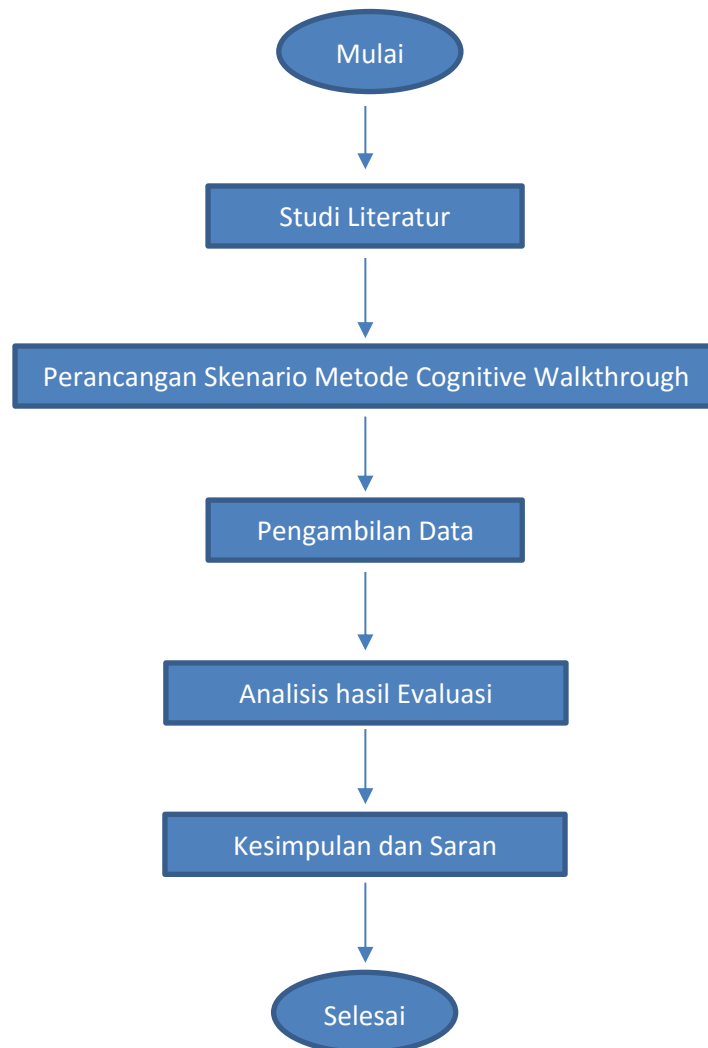 Mulai
Studi Literatur
Perancangan Skenario Metode Cognitive Walkthrough
Pengambilan Data
Analisis hasil Evaluasi
Kesimpulan dan Saran
Selesai